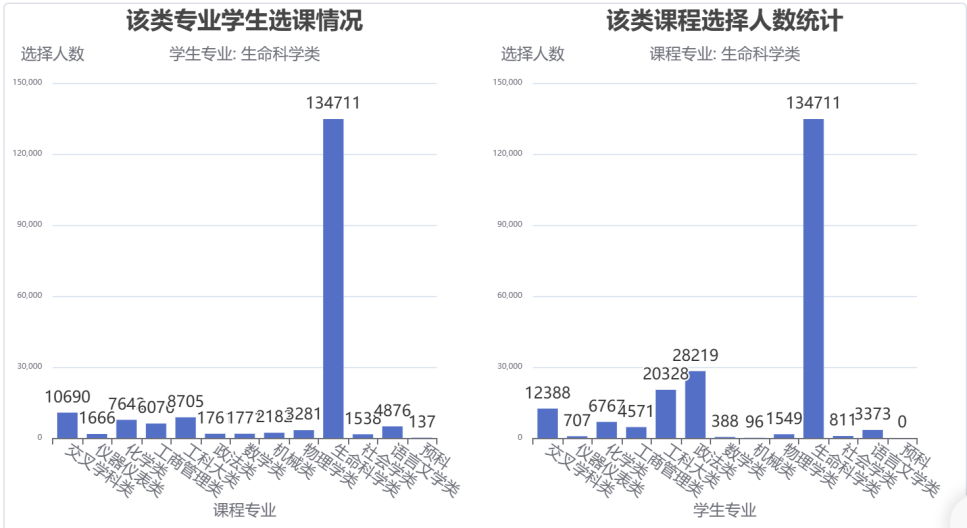 该类专业学生选课情况
选择人数
学生专业: 生命科学类
150,000
120,000
90,000
60,000
30,000
0
134711
10690
1666
8705
3281
1538
4876
137
交叉学科类
仪器仪表类
化学类
工商管理类
工科大类
政法类
数学类
机械类
物理学类
生命科学类
社会学类
语言文学类
预科
课程专业
该类课程选择人数统计
选择人数
课程专业: 生命科学类
150,000
120,000
90,000
60,000
30,000
0
134711
12388
707
6767
4571
20328
28219
388
96
1549
811
3373
0
交叉学科类
仪器仪表类
化学类
工商管理类
工科大类
政法类
数学类
机械类
物理学类
生命科学类
社会学类
语言文学类
预科
学生专业